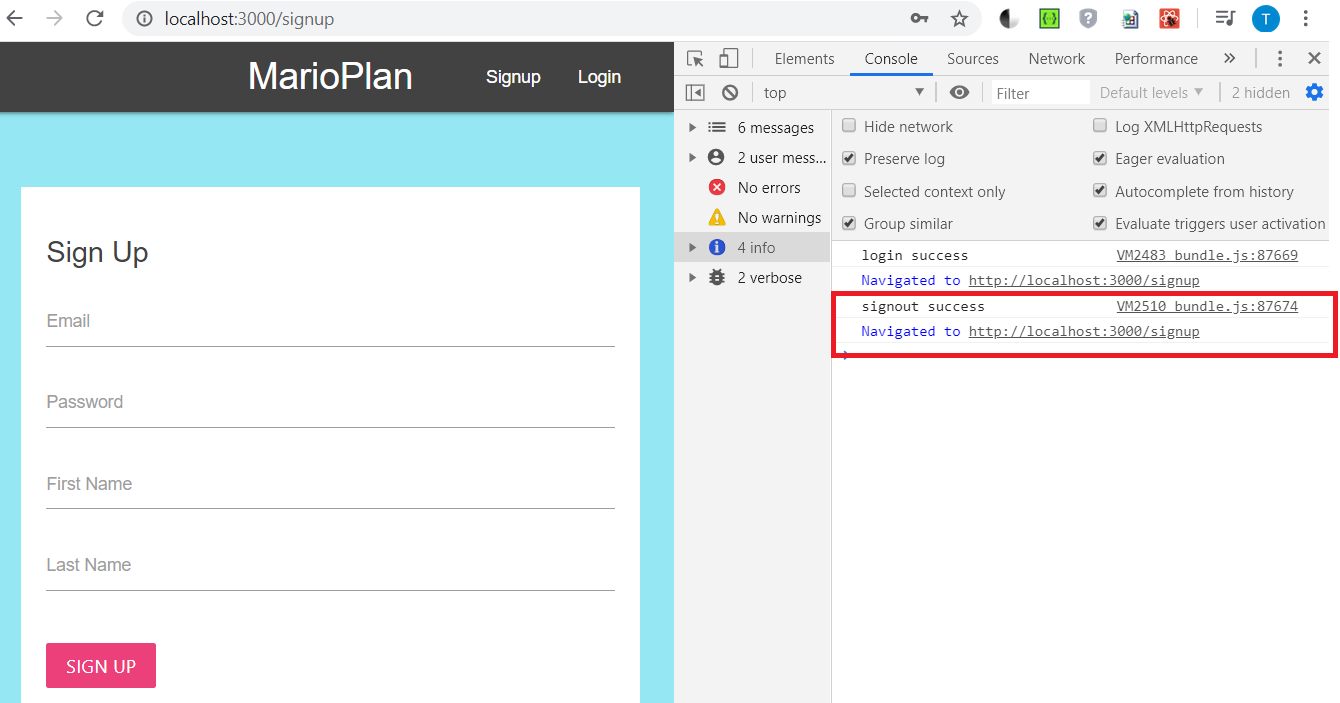 localhost:3000/signup
T
MarioPlan Signup Login
Elements Console Sources Network Performance
top Filter Default levels 2 hidden
6 messages
2 user mess...
No errors
No warnings
4 info
2 verbose
Hide network Log XMLHttpRequests
Preserve log Eager evaluation
Selected context only Autocomplete from history
Group similar Evaluate triggers user activation
login success VM2483 bundle.js:87669
Navigated to http://localhost:3000/signup
signout success VM2510 bundle.js:87674
Navigated to http://localhost:3000/signup
Sign Up
Email
Password
First Name
Last Name
SIGN UP